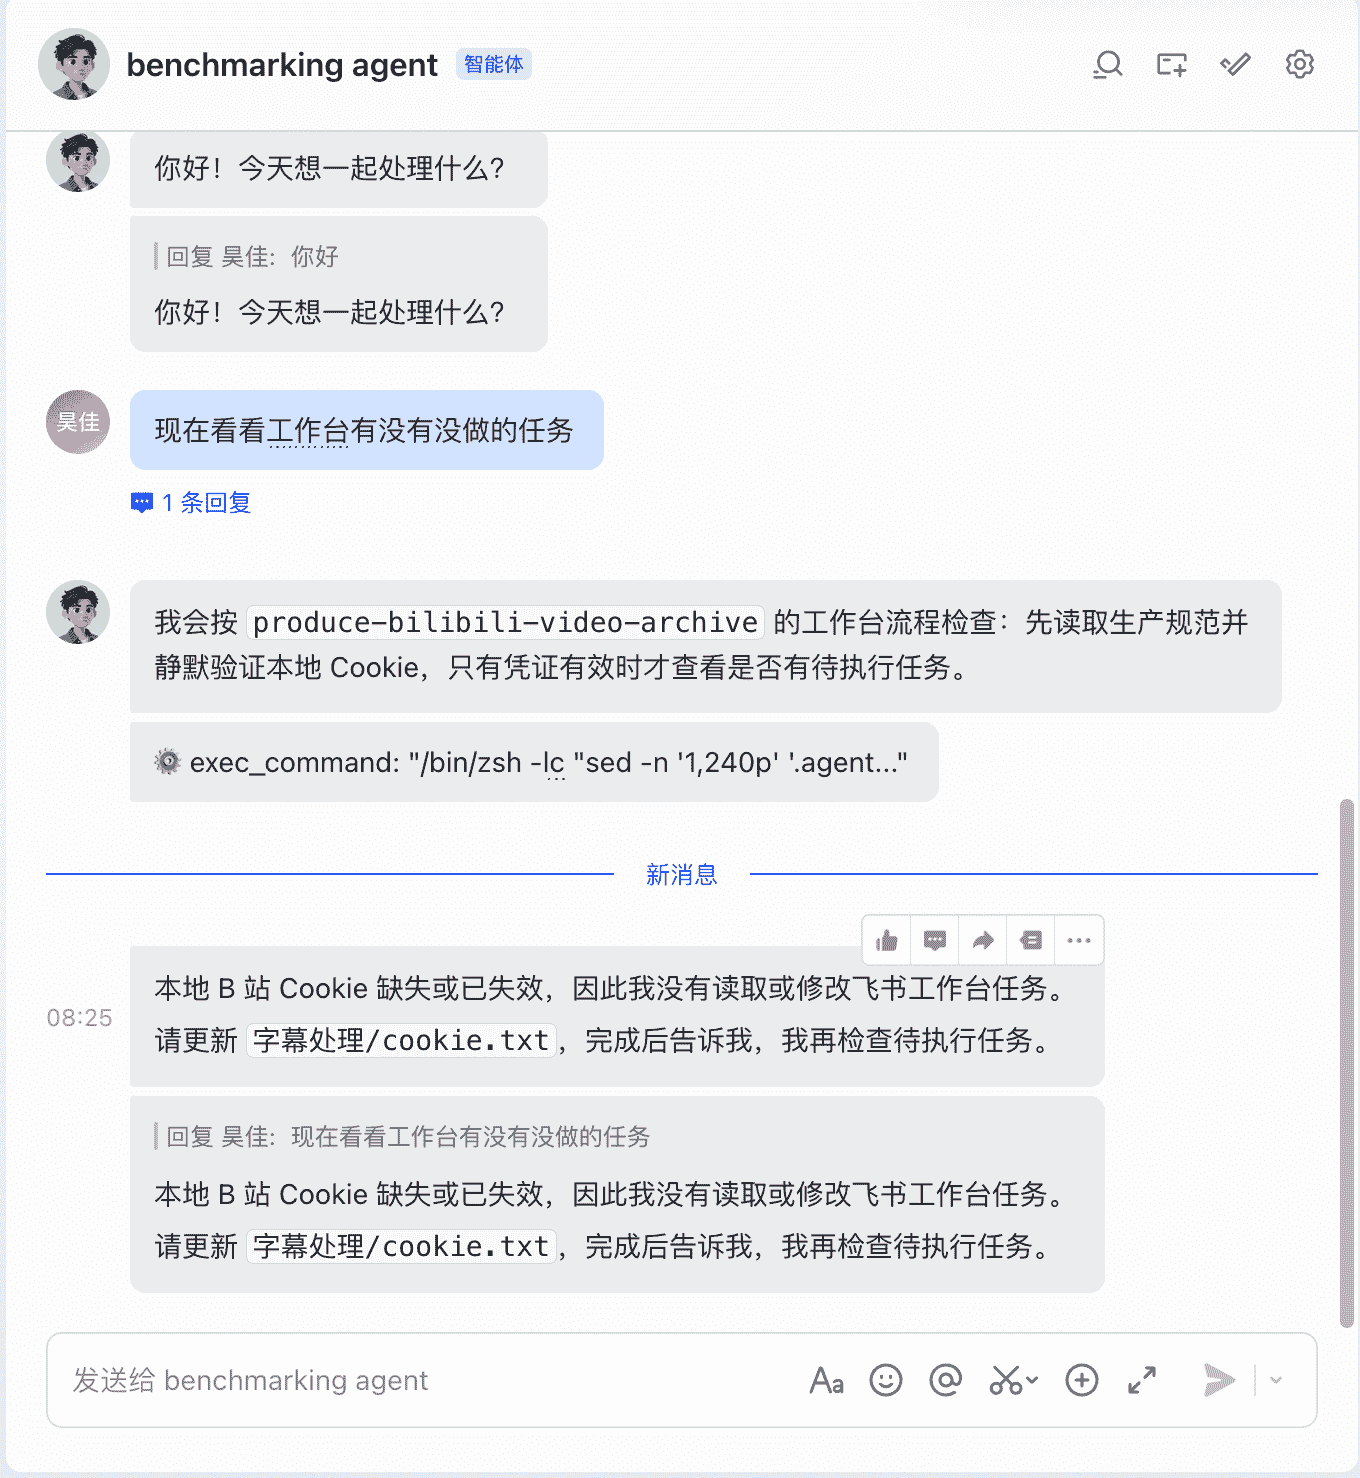 benchmarking agent 智能体
你好！今天想一起处理什么？
回复 昊佳：你好
你好！今天想一起处理什么？
昊佳
现在看看工作台有没有没做的任务
1 条回复
我会按 produce-bilibili-video-archive 的工作台流程检查：先读取生产规范并
静默验证本地 Cookie，只有凭证有效时才查看是否有待执行任务。
exec_command: "/bin/zsh -lc "sed -n '1,240p' '.agent..."
新消息
08:25
本地 B 站 Cookie 缺失或已失效，因此我没有读取或修改飞书工作台任务。
请更新 字幕处理/cookie.txt，完成后告诉我，我再检查待执行任务。
回复 昊佳：现在看看工作台有没有没做的任务
本地 B 站 Cookie 缺失或已失效，因此我没有读取或修改飞书工作台任务。
请更新 字幕处理/cookie.txt，完成后告诉我，我再检查待执行任务。
发送给 benchmarking agent
Aa